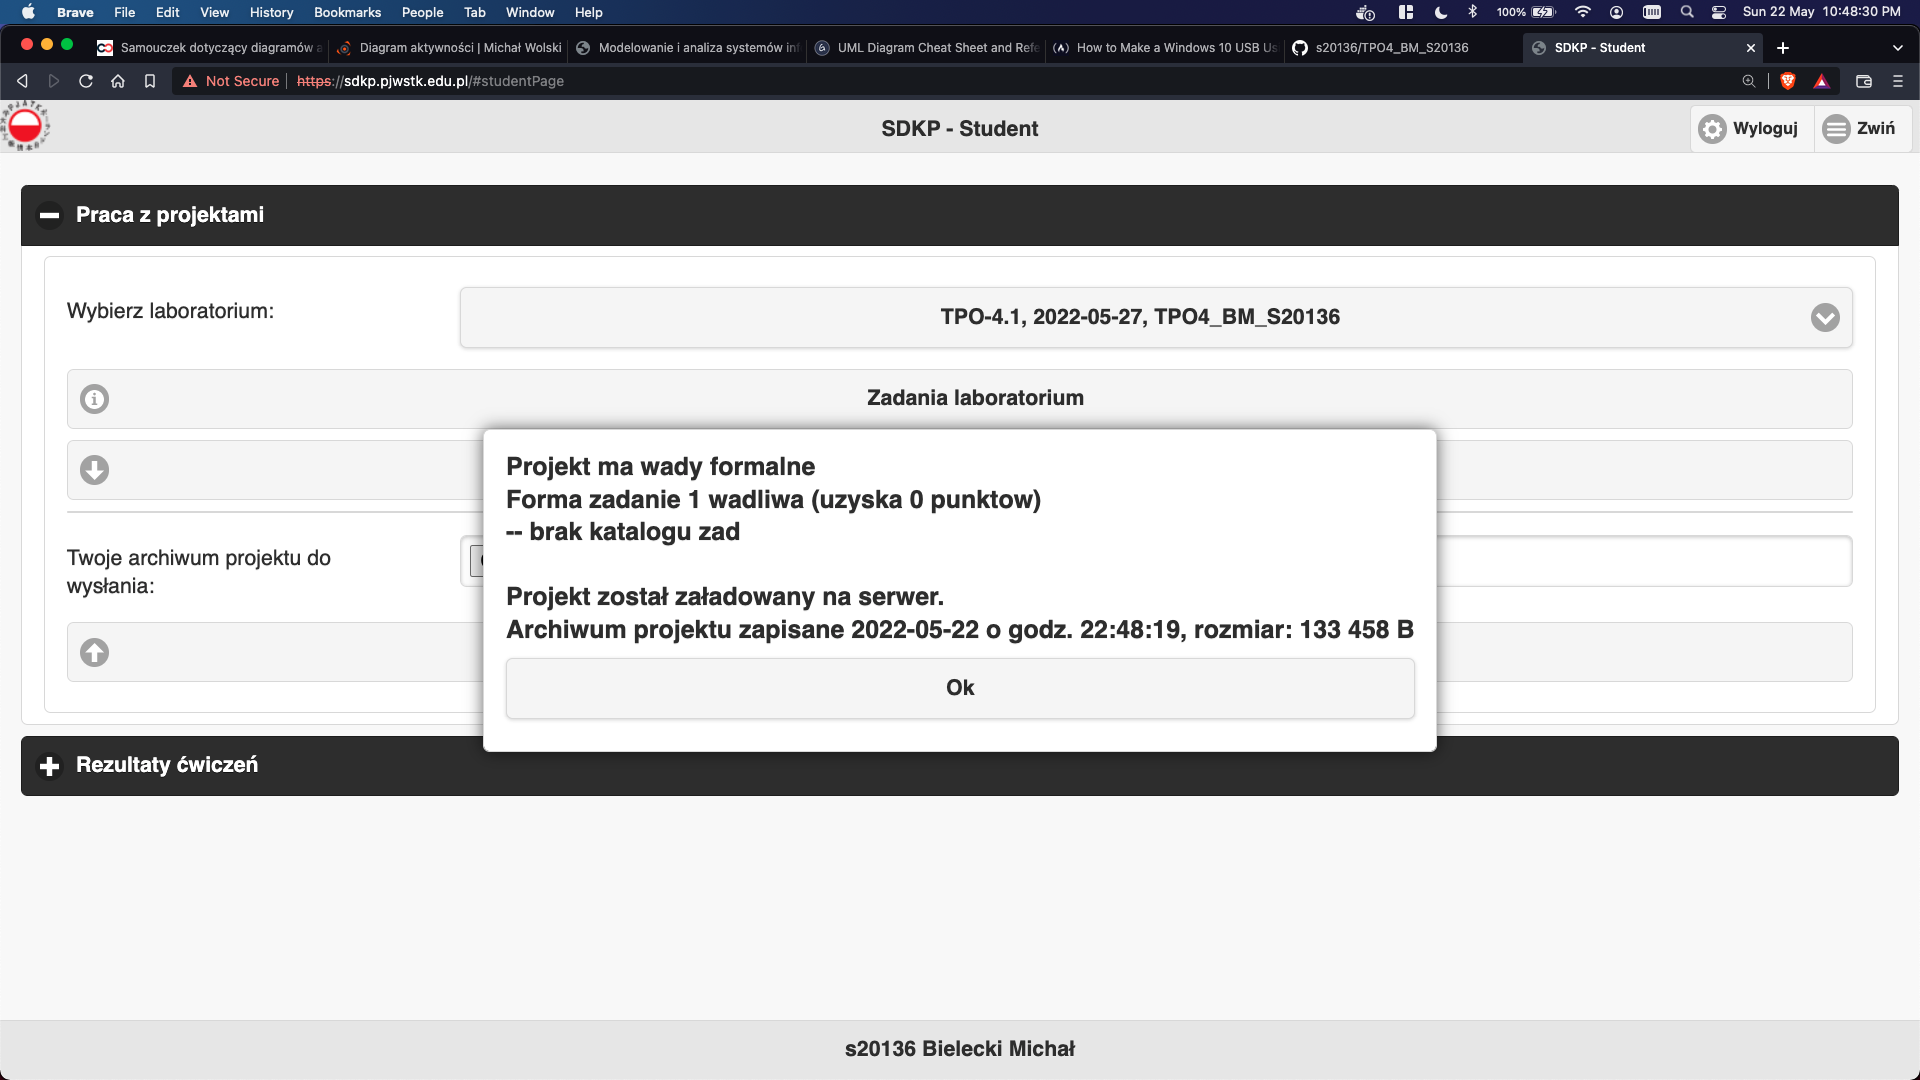 Brave File Edit View History Bookmarks People Tab Window Help 100% Sun 22 May 10:48:30 PM
Samouczek dotyczący diagramów a Diagram aktywności | Michał Wolski Modelowanie i analiza systemów inf UML Diagram Cheat Sheet and Refe How to Make a Windows 10 USB Us s20136/TPO4_BM_S20136 SDKP - Student
Not Secure https://sdkp.pjwstk.edu.pl/#studentPage
SDKP - Student
Wyloguj
Zwiń
Praca z projektami
Wybierz laboratorium:
TPO-4.1, 2022-05-27, TPO4_BM_S20136
Zadania laboratorium
Projekt ma wady formalne
Forma zadanie 1 wadliwa (uzyska 0 punktow)
-- brak katalogu zad
Projekt został załadowany na serwer.
Archiwum projektu zapisane 2022-05-22 o godz. 22:48:19, rozmiar: 133 458 B
Ok
Twoje archiwum projektu do
wysłania:
Rezultaty ćwiczeń
s20136 Bielecki Michał